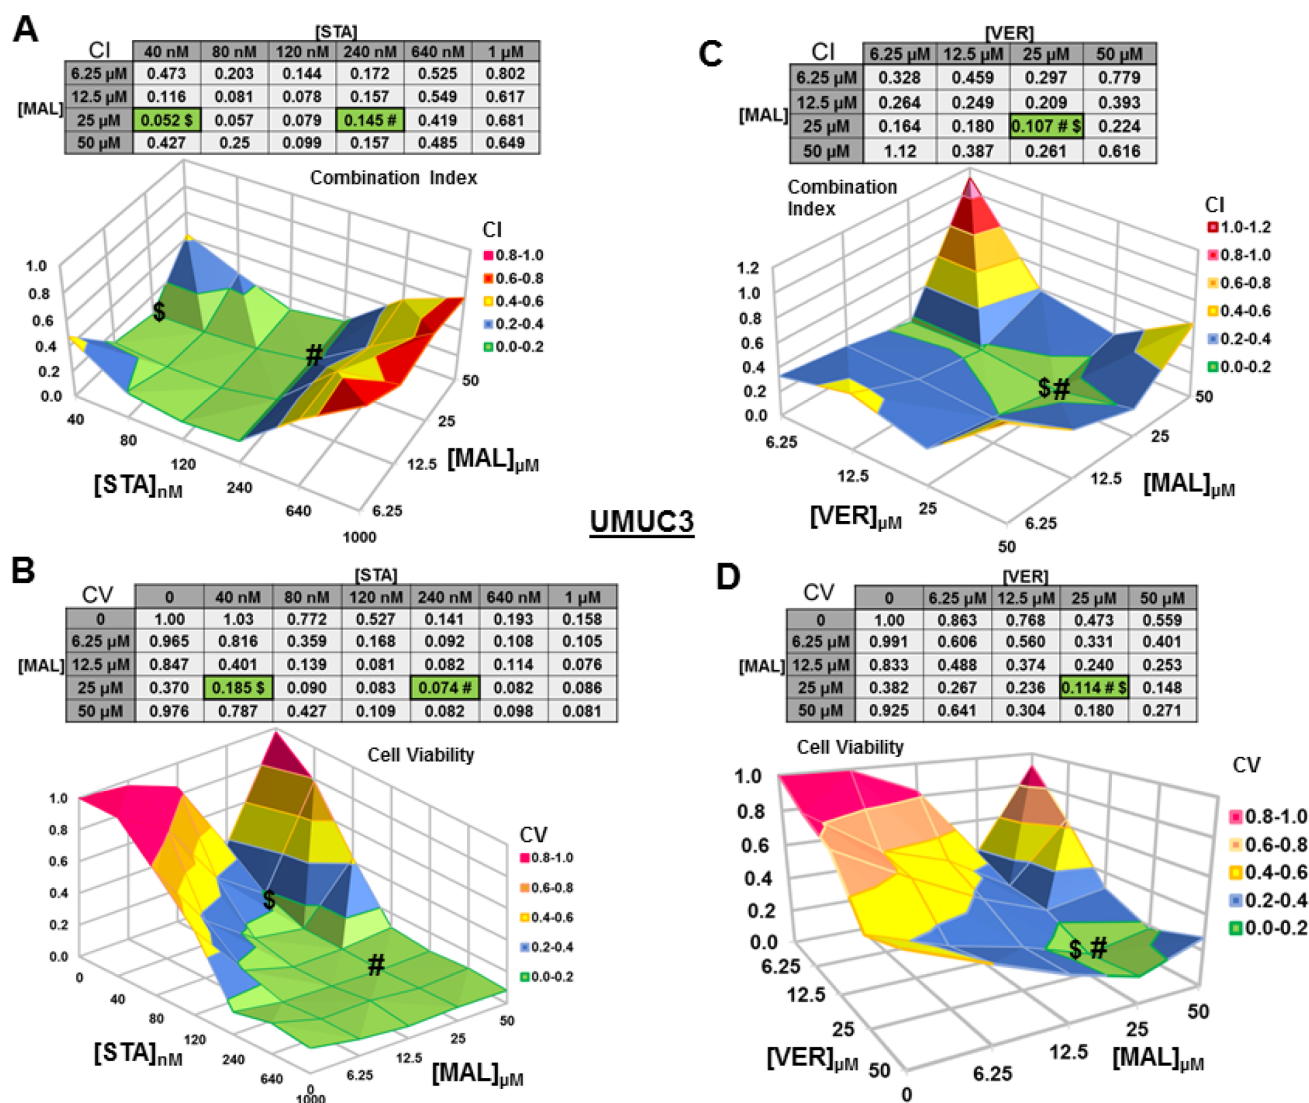 A
[STA]
CI 40 nM 80 nM 120 nM 240 nM 640 nM 1 µM
6.25 µM 0.473 0.203 0.144 0.172 0.525 0.802
12.5 µM 0.116 0.081 0.078 0.157 0.549 0.617
[MAL]
25 µM 0.052 $ 0.057 0.079 0.145 # 0.419 0.681
50 µM 0.427 0.25 0.099 0.157 0.485 0.649
Combination Index
CI
0.8-1.0
0.6-0.8
0.4-0.6
0.2-0.4
0.0-0.2
1.0
0.8
0.6
0.4
0.2
0.0
$
#
40
80
120
240
640
1000
[STA]nM
6.25
12.5
25
50
[MAL]µM
C
[VER]
CI 6.25 µM 12.5 µM 25 µM 50 µM
6.25 µM 0.328 0.459 0.297 0.779
12.5 µM 0.264 0.249 0.209 0.393
[MAL]
25 µM 0.164 0.180 0.107 # $ 0.224
50 µM 1.12 0.387 0.261 0.616
Combination
Index
CI
1.0-1.2
0.8-1.0
0.6-0.8
0.4-0.6
0.2-0.4
0.0-0.2
1.2
1.0
0.8
0.6
0.4
0.2
0.0
$#
6.25
12.5
25
50
[VER]µM
6.25
12.5
25
50
[MAL]µM
UMUC3
B
[STA]
CV 0 40 nM 80 nM 120 nM 240 nM 640 nM 1 µM
0 1.00 1.03 0.772 0.527 0.141 0.193 0.158
6.25 µM 0.965 0.816 0.359 0.168 0.092 0.108 0.105
[MAL] 12.5 µM 0.847 0.401 0.139 0.081 0.082 0.114 0.076
25 µM 0.370 0.185 $ 0.090 0.083 0.074 # 0.082 0.086
50 µM 0.976 0.787 0.427 0.109 0.082 0.098 0.081
Cell Viability
CV
0.8-1.0
0.6-0.8
0.4-0.6
0.2-0.4
0.0-0.2
1.0
0.8
0.6
0.4
0.2
0.0
$
#
0
40
80
120
240
640
1000
[STA]nM
0
6.25
12.5
25
50
[MAL]µM
D
[VER]
CV 0 6.25 µM 12.5 µM 25 µM 50 µM
0 1.00 0.863 0.768 0.473 0.559
6.25 µM 0.991 0.606 0.560 0.331 0.401
[MAL] 12.5 µM 0.833 0.488 0.374 0.240 0.253
25 µM 0.382 0.267 0.236 0.114 # $ 0.148
50 µM 0.925 0.641 0.304 0.180 0.271
Cell Viability
CV
0.8-1.0
0.6-0.8
0.4-0.6
0.2-0.4
0.0-0.2
1.0
0.8
0.6
0.4
0.2
0.0
$#
6.25
12.5
25
50
[VER]µM
0
6.25
12.5
25
50
[MAL]µM